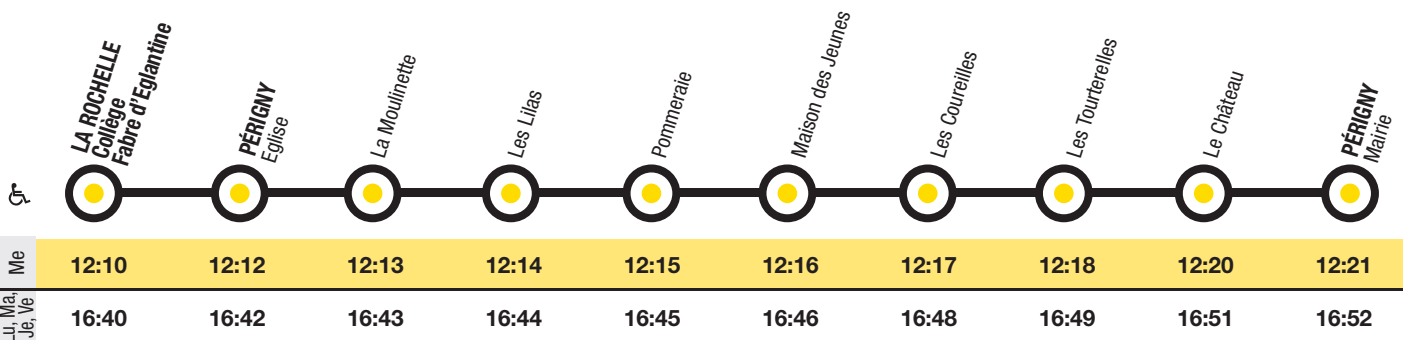 LA ROCHELLE
Collège
Fabre d'Eglantine
PÉRIGNY
Eglise
La Moulinette
Les Lilas
Pommeraie
Maison des Jeunes
Les Coureilles
Les Tourterelles
Le Château
PÉRIGNY
Mairie
Me 12:10 12:12 12:13 12:14 12:15 12:16 12:17 12:18 12:20 12:21
Lu, Ma,
Je, Ve
16:40 16:42 16:43 16:44 16:45 16:46 16:48 16:49 16:51 16:52